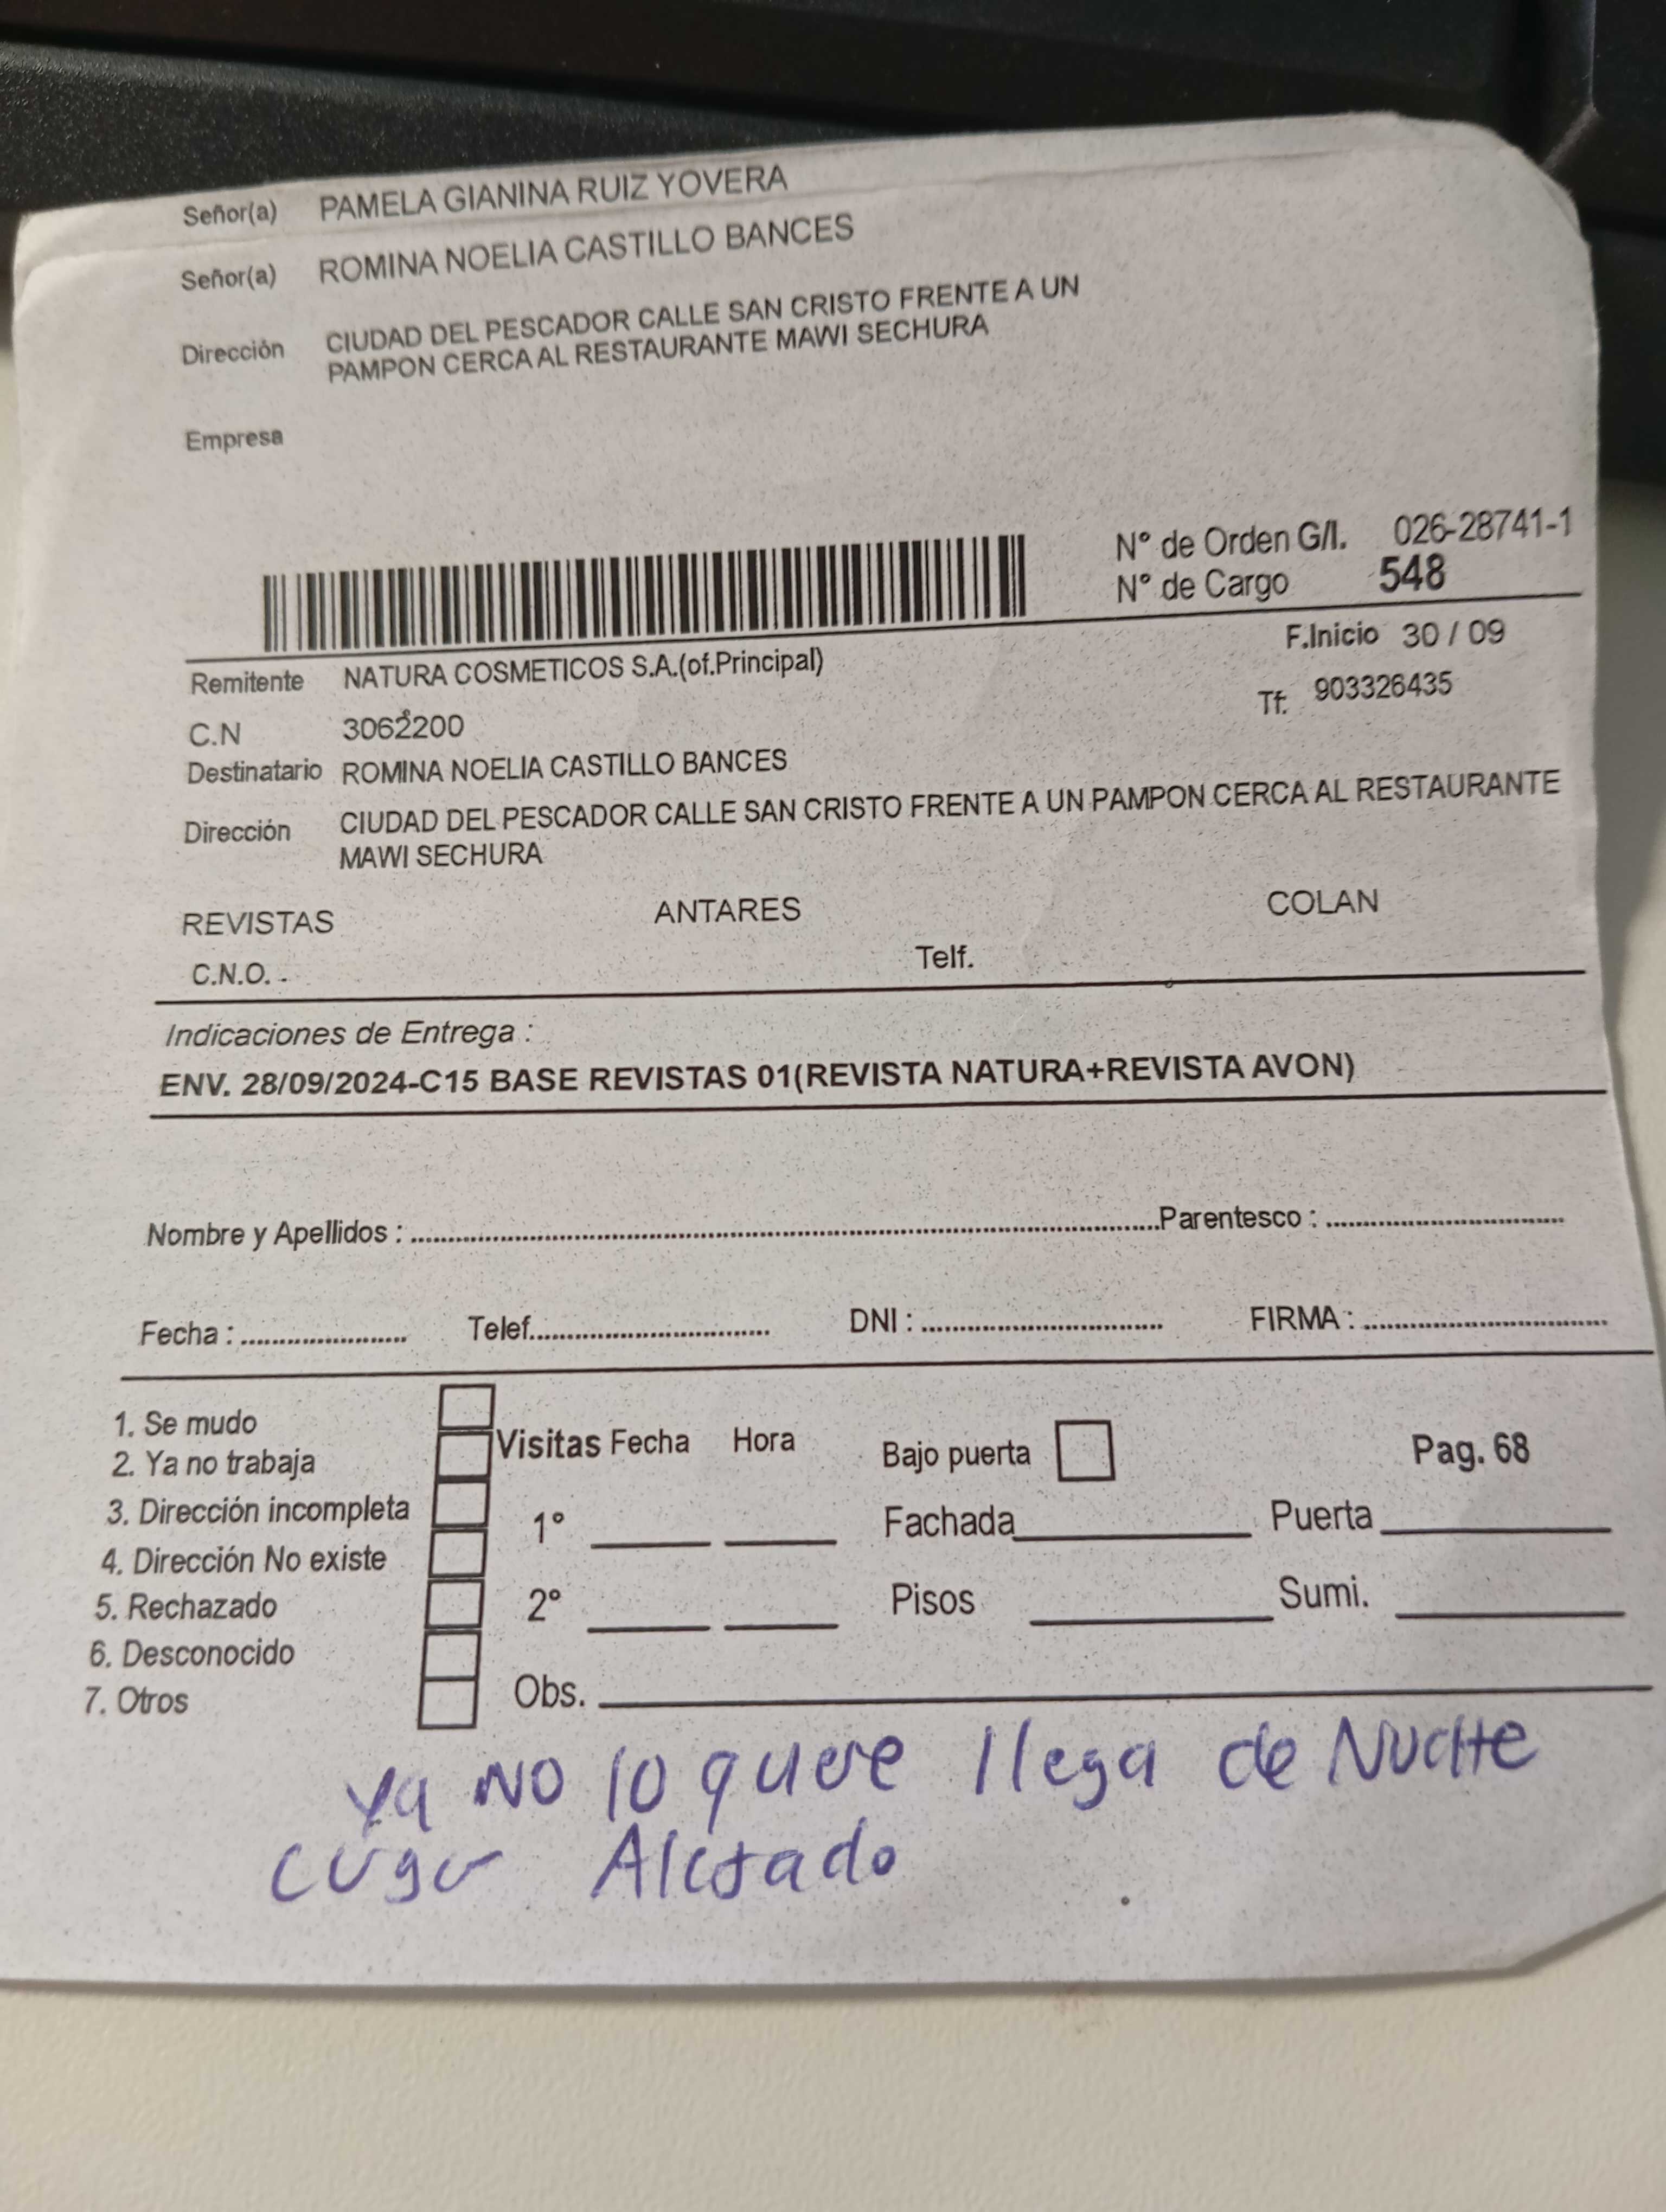 Señor(a) PAMELA GIANINA RUIZ YOVERA
Señor(a) ROMINA NOELIA CASTILLO BANCES
Dirección CIUDAD DEL PESCADOR CALLE SAN CRISTO FRENTE A UN
PAMPON CERCA AL RESTAURANTE MAWI SECHURA
Empresa
N° de Orden G/I. 026-28741-1
N° de Cargo 548
F.Inicio 30 / 09
Remitente NATURA COSMETICOS S.A.(of.Principal)
Tf. 903326435
C.N 3062200
Destinatario ROMINA NOELIA CASTILLO BANCES
Dirección CIUDAD DEL PESCADOR CALLE SAN CRISTO FRENTE A UN PAMPON CERCA AL RESTAURANTE
MAWI SECHURA
REVISTAS ANTARES COLAN
C.N.O. - Telf.
Indicaciones de Entrega :
ENV. 28/09/2024-C15 BASE REVISTAS 01(REVISTA NATURA+REVISTA AVON)
Nombre y Apellidos : Parentesco :
Fecha : Telef. DNI : FIRMA :
1. Se mudo
2. Ya no trabaja
3. Dirección incompleta
4. Dirección No existe
5. Rechazado
6. Desconocido
7. Otros
Visitas Fecha Hora Bajo puerta Pag. 68
1° Fachada Puerta
2° Pisos Sumi.
Obs.
Ya NO lo quiere llega de Noche
Alejado